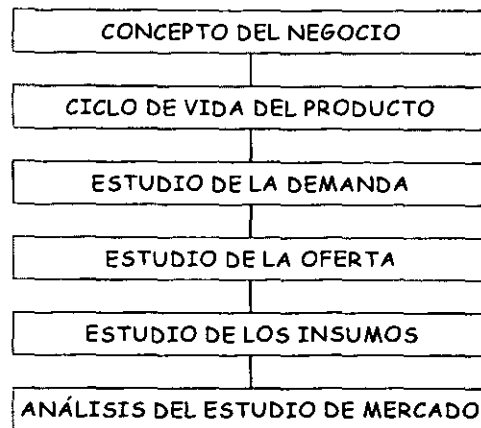 CONCEPTO DEL NEGOCIO
CICLO DE VIDA DEL PRODUCTO
ESTUDIO DE LA DEMANDA
ESTUDIO DE LA OFERTA
ESTUDIO DE LOS INSUMOS
ANÁLISIS DEL ESTUDIO DE MERCADO